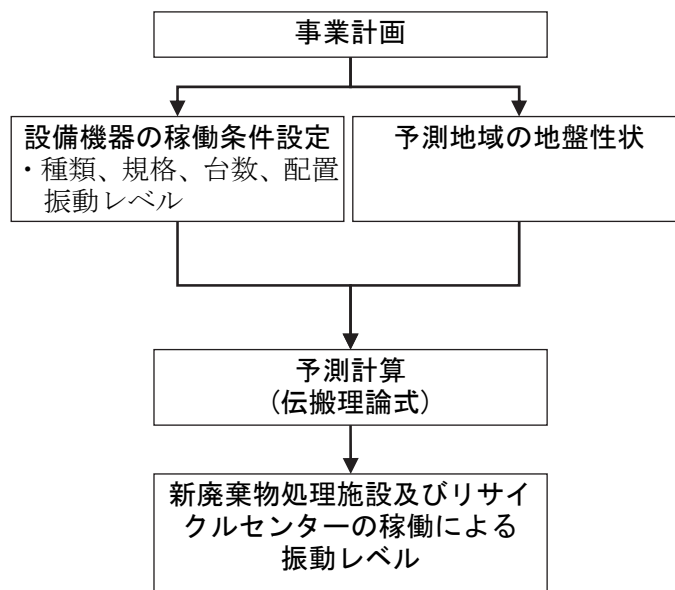 事業計画
設備機器の稼働条件設定
・種類、規格、台数、配置
振動レベル
予測地域の地盤性状
予測計算
(伝搬理論式)
新廃棄物処理施設及びリサイ
クルセンターの稼働による
振動レベル